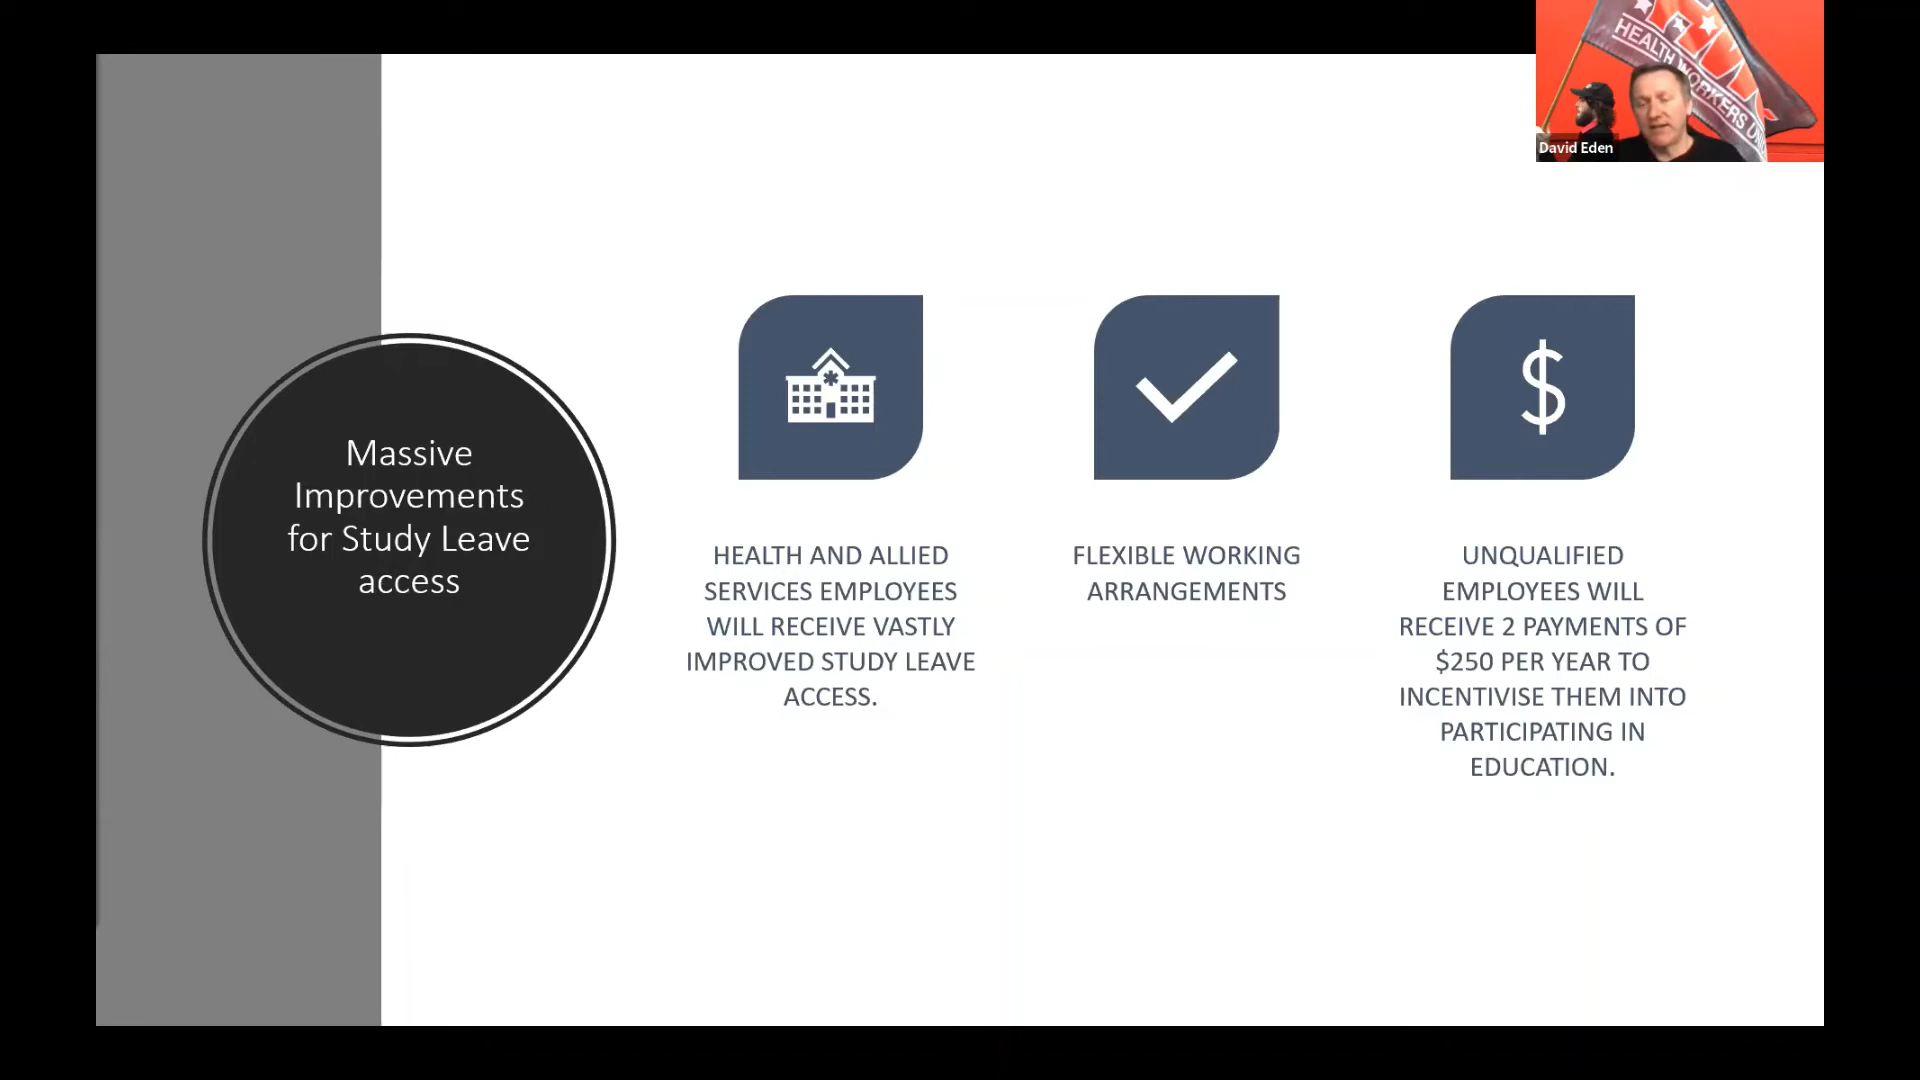 HEALTH WORKERS
David Eden
Massive
Improvements
for Study Leave
access
HEALTH AND ALLIED
SERVICES EMPLOYEES
WILL RECEIVE VASTLY
IMPROVED STUDY LEAVE
ACCESS.
FLEXIBLE WORKING
ARRANGEMENTS
$
UNQUALIFIED
EMPLOYEES WILL
RECEIVE 2 PAYMENTS OF
$250 PER YEAR TO
INCENTIVISE THEM INTO
PARTICIPATING IN
EDUCATION.